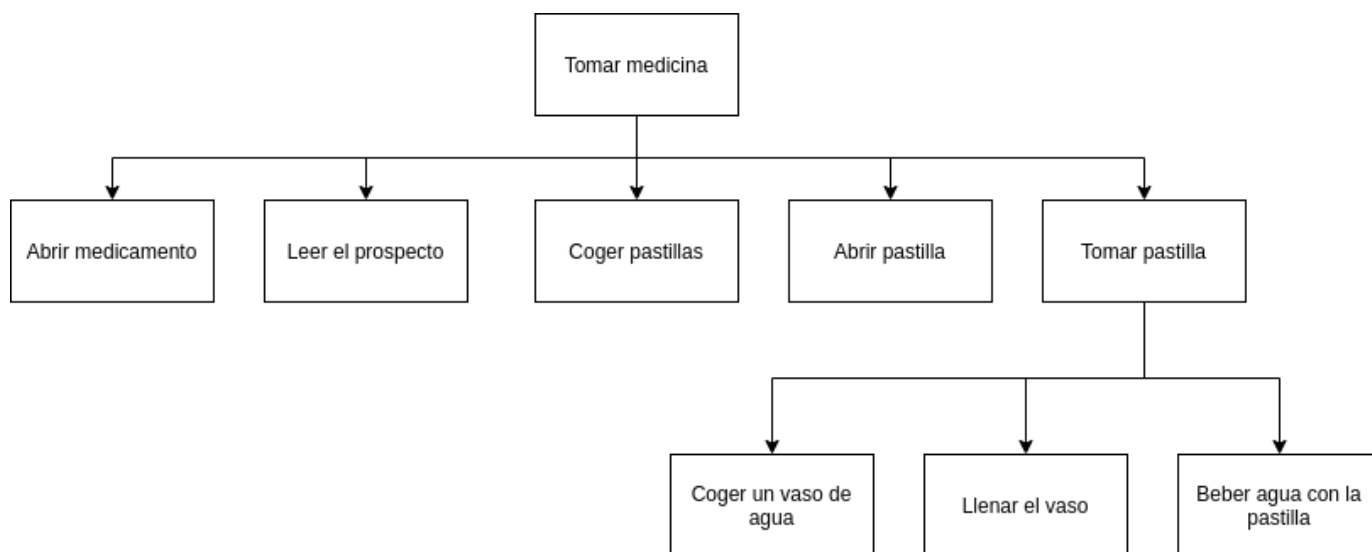 Tomar medicina
Abrir medicamento
Leer el prospecto
Coger pastillas
Abrir pastilla
Tomar pastilla
Coger un vaso de
agua
Llenar el vaso
Beber agua con la
pastilla